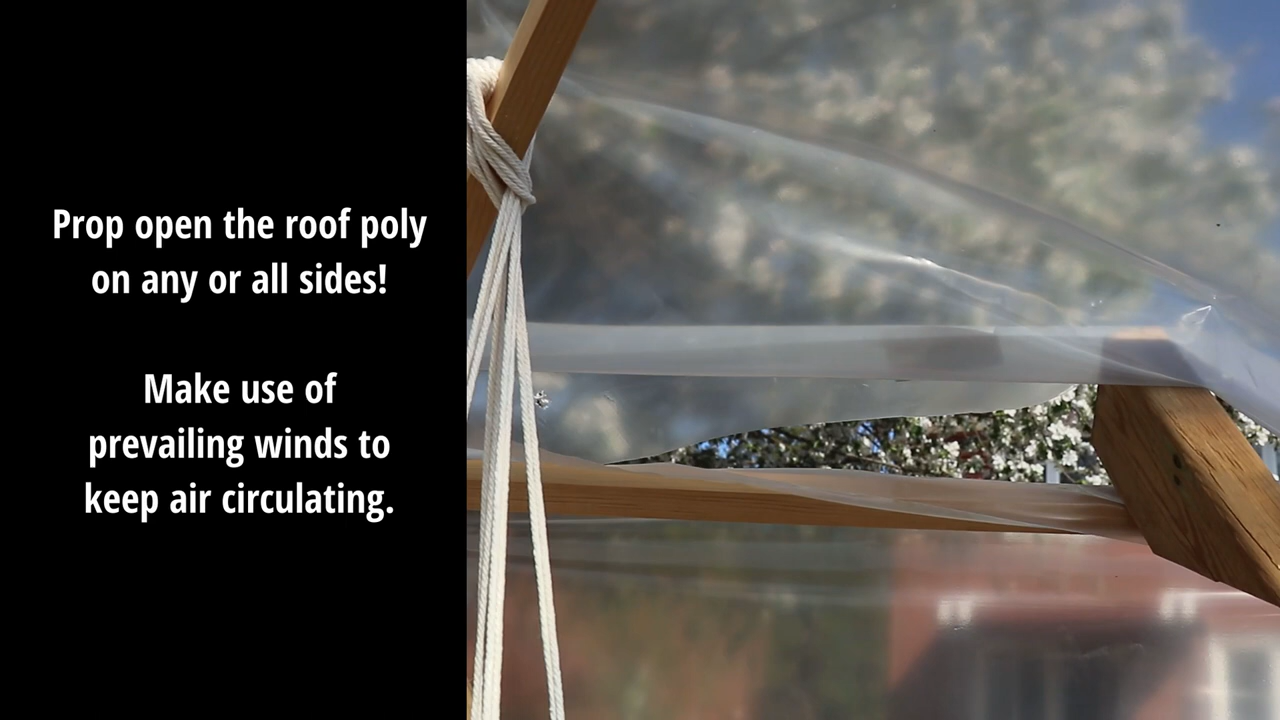 Prop open the roof poly
on any or all sides!
Make use of
prevailing winds to
keep air circulating.